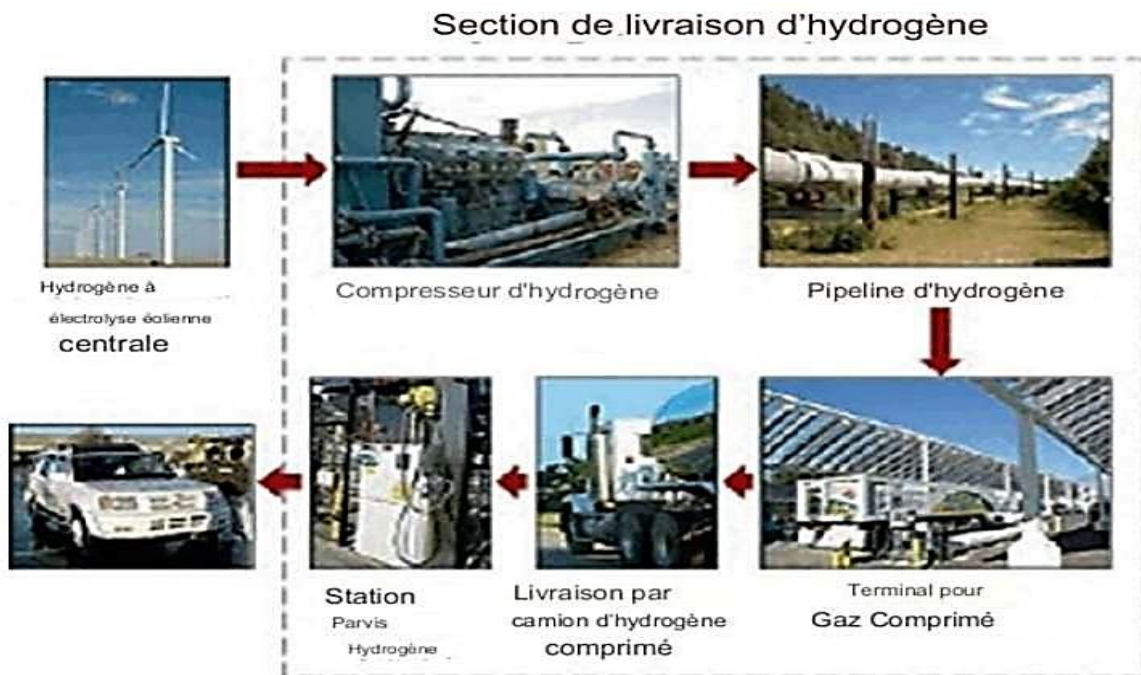 Section de livraison d'hydrogène
Hydrogène à
électrolyse éolienne
centrale
Compresseur d'hydrogène
Pipeline d'hydrogène
Station
Parvis
Hydrogène
Livraison par
camion d'hydrogène
comprimé
Terminal pour
Gaz Comprimé